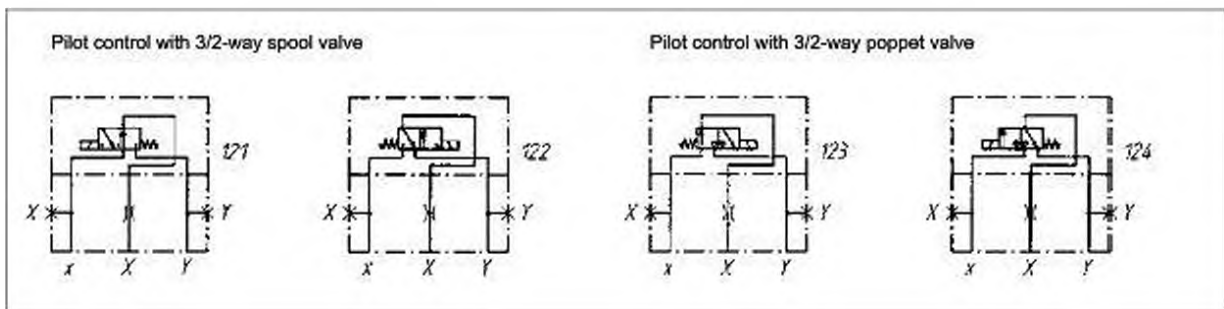 Pilot control with 3/2-way spool valve
Pilot control with 3/2-way poppet valve
121
122
123
124
X Y
X Y
X Y
X Y
x X Y
x X Y
x X Y
x X Y